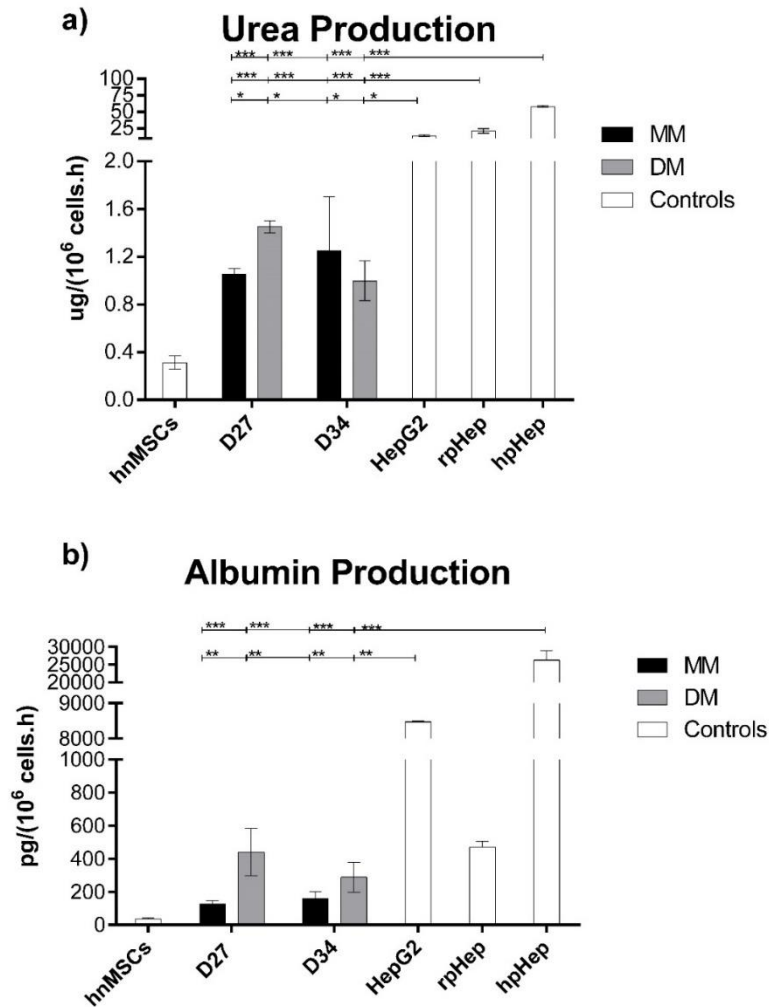 a)
Urea Production
*** *** *** ***
*** *** *** ***
* * * *
100
75
50
25
2.0
1.6
1.2
0.8
0.4
0.0
ug/(10⁶ cells.h)
MM
DM
Controls
hnMSCs D27 D34 HepG2 rpHep hpHep
b)
Albumin Production
*** *** *** ***
** ** ** **
30000
25000
20000
9000
8000
1000
800
600
400
200
0
pg/(10⁶ cells.h)
MM
DM
Controls
hnMSCs D27 D34 HepG2 rpHep hpHep